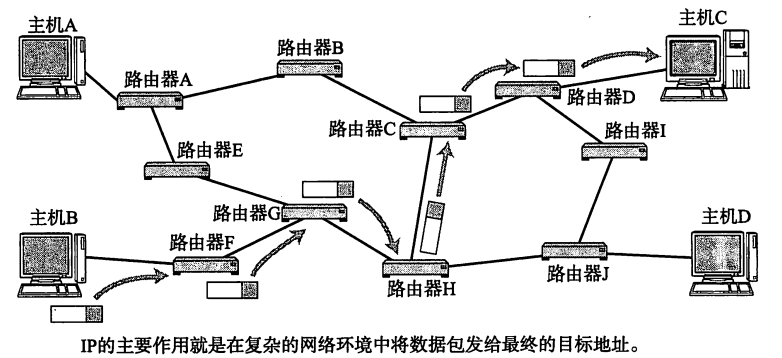 主机A
主机C
路由器B
路由器A
路由器D
路由器C
路由器I
路由器E
主机B
路由器G
主机D
路由器F
路由器J
路由器H
IP的主要作用就是在复杂的网络环境中将数据包发给最终的目标地址。